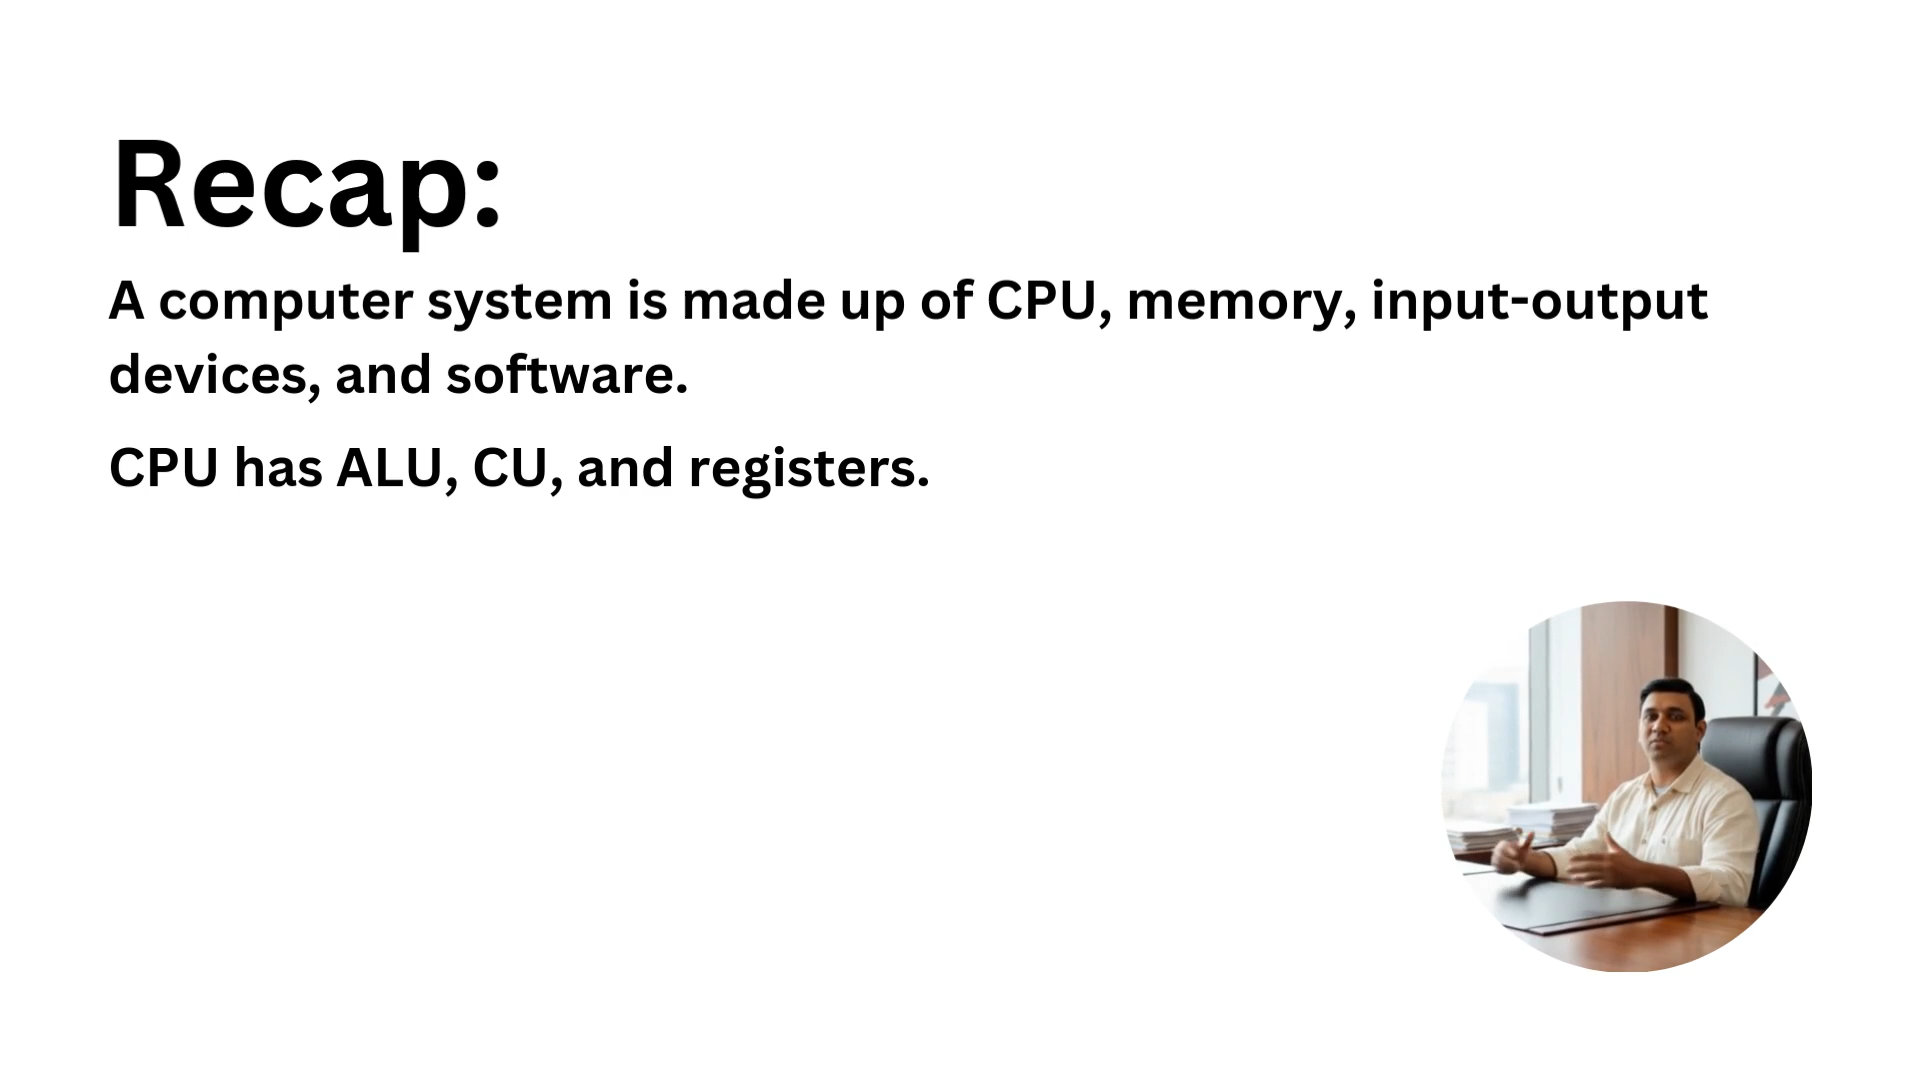 Recap:
A computer system is made up of CPU, memory, input-output
devices, and software.
CPU has ALU, CU, and registers.